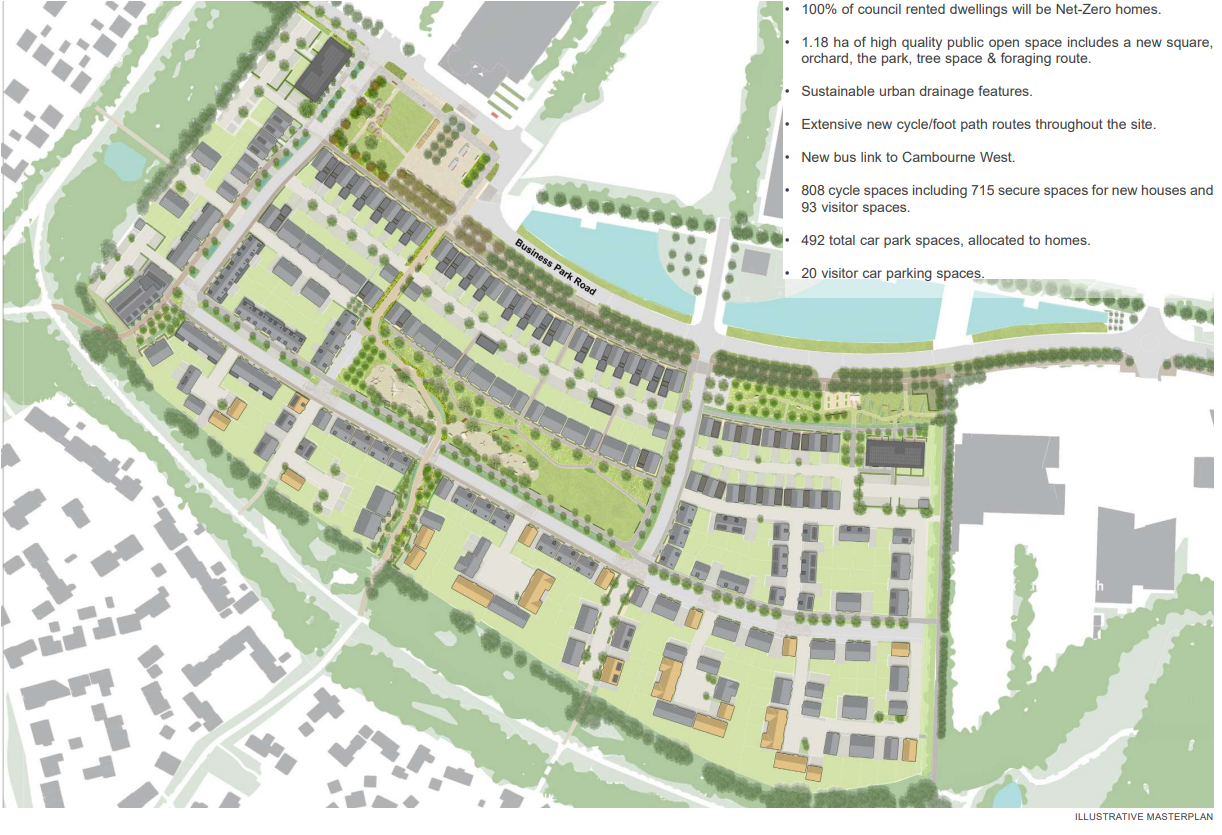 • 100% of council rented dwellings will be Net-Zero homes.
• 1.18 ha of high quality public open space includes a new square,
orchard, the park, tree space & foraging route.
• Sustainable urban drainage features.
• Extensive new cycle/foot path routes throughout the site.
• New bus link to Cambourne West.
• 808 cycle spaces including 715 secure spaces for new houses and
93 visitor spaces.
• 492 total car park spaces, allocated to homes.
• 20 visitor car parking spaces.
Business Park Road
h
ILLUSTRATIVE MASTERPLAN